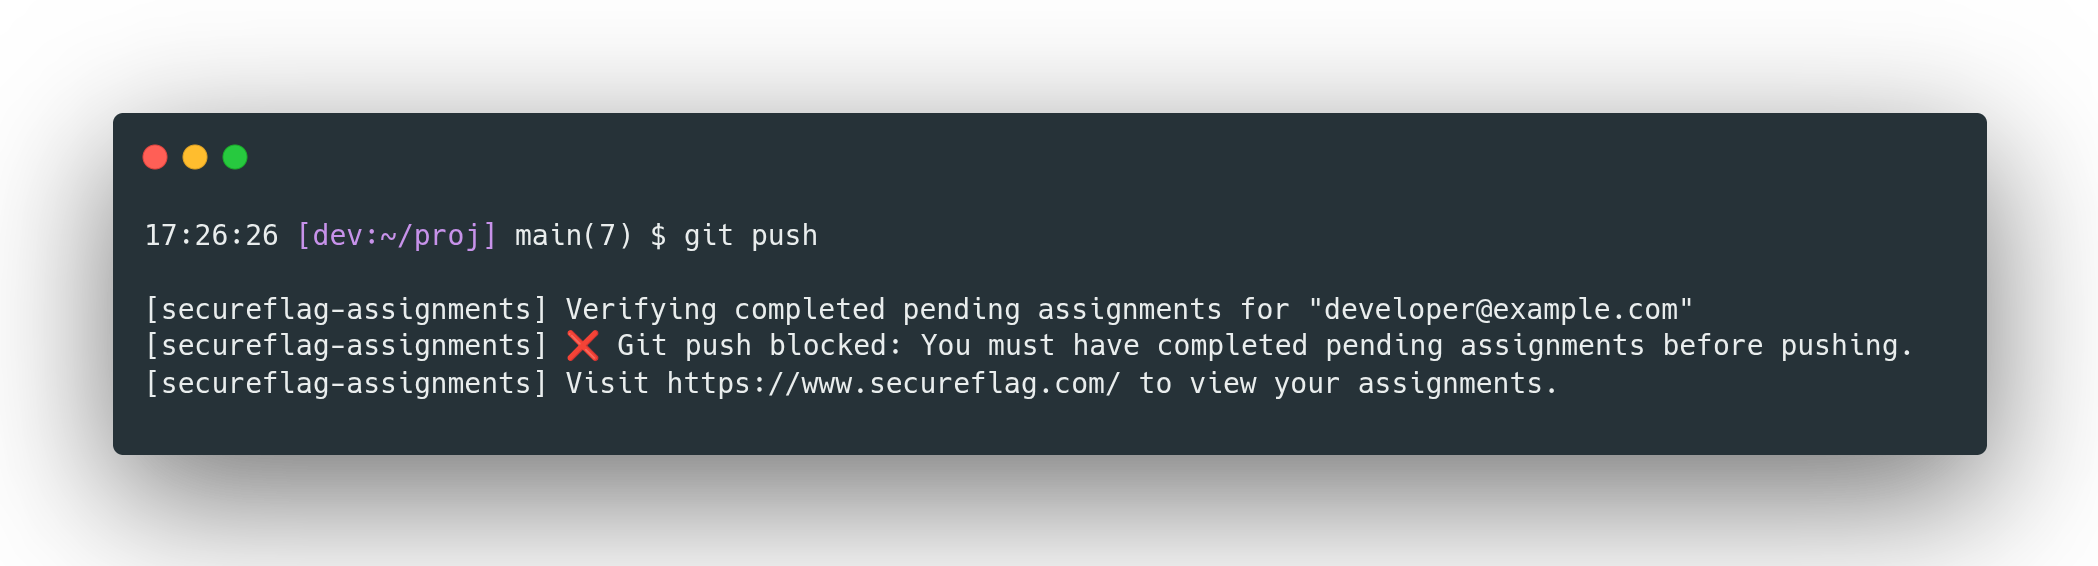 17:26:26 [dev:~/proj] main(7) $ git push
[secureflag-assignments] Verifying completed pending assignments for "developer@example.com"
[secureflag-assignments] ❌ Git push blocked: You must have completed pending assignments before pushing.
[secureflag-assignments] Visit https://www.secureflag.com/ to view your assignments.